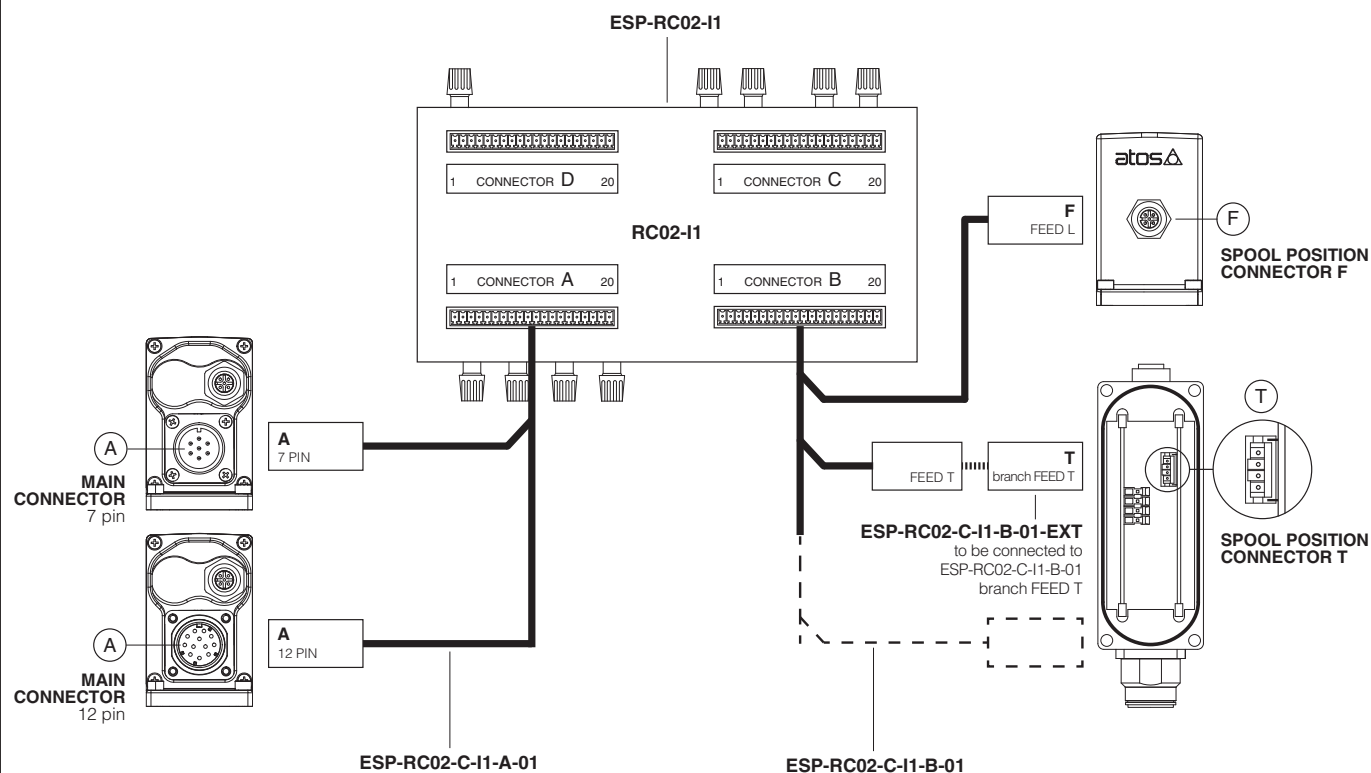 ESP-RC02-I1
1 CONNECTOR D 20
1 CONNECTOR C 20
RC02-I1
1 CONNECTOR A 20
1 CONNECTOR B 20
F
FEED L
atos
F
SPOOL POSITION
CONNECTOR F
A
MAIN
CONNECTOR
7 pin
A
7 PIN
FEED T
T
branch FEED T
ESP-RC02-C-I1-B-01-EXT
to be connected to
ESP-RC02-C-I1-B-01
branch FEED T
T
SPOOL POSITION
CONNECTOR T
A
MAIN
CONNECTOR
12 pin
A
12 PIN
ESP-RC02-C-I1-A-01
ESP-RC02-C-I1-B-01